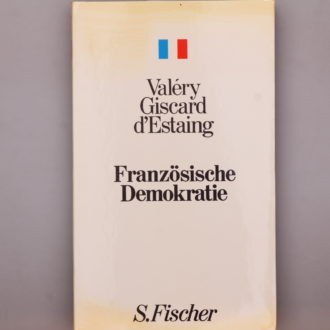 Valéry
Giscard
d'Estaing
Französische
Demokratie
S. Fischer